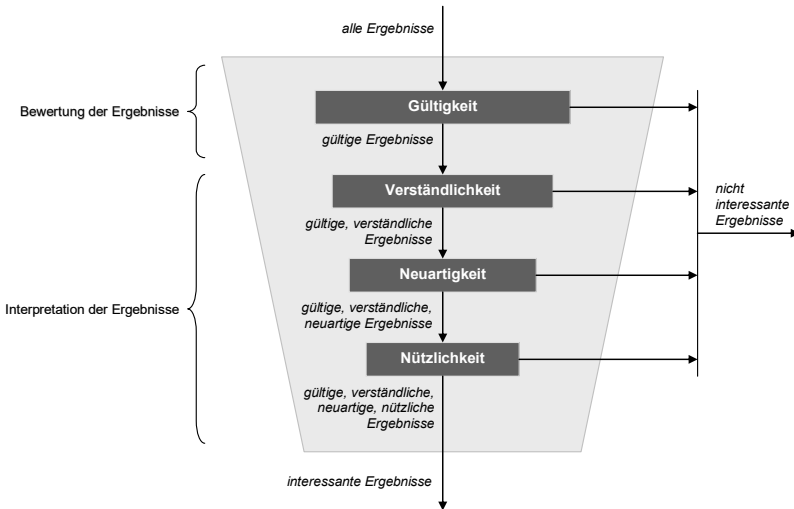 alle Ergebnisse
Bewertung der Ergebnisse
Gültigkeit
gültige Ergebnisse
Verständlichkeit
nicht
interessante
Ergebnisse
gültige, verständliche
Ergebnisse
Neuartigkeit
Interpretation der Ergebnisse
gültige, verständliche,
neuartige Ergebnisse
Nützlichkeit
gültige, verständliche,
neuartige, nützliche
Ergebnisse
interessante Ergebnisse